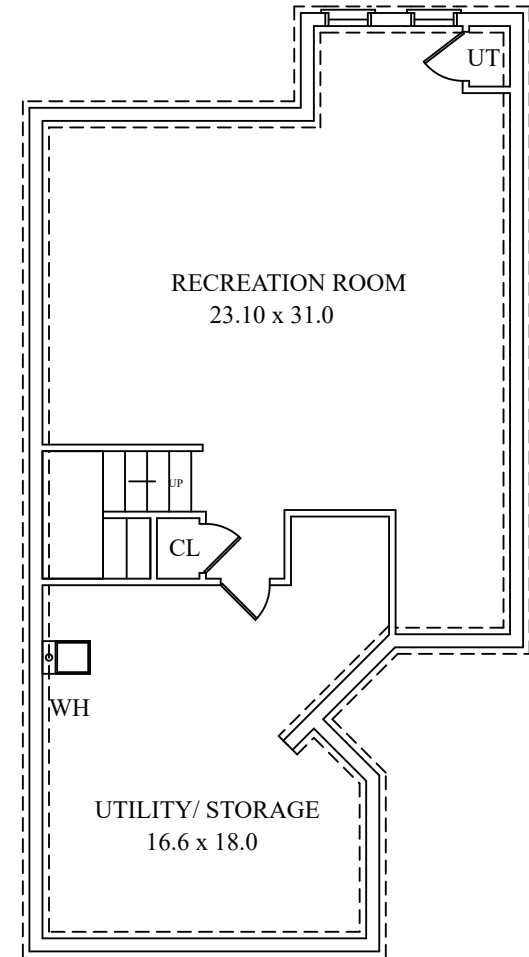 UT
RECREATION ROOM
23.10 x 31.0
UP
CL
WH
UTILITY/ STORAGE
16.6 x 18.0